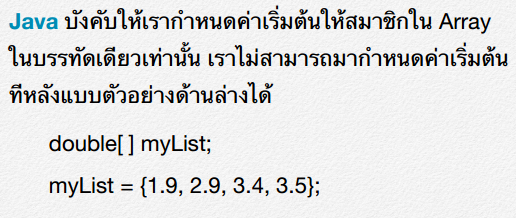 Java บังคับให้เรากำหนดค่าเริ่มต้นให้สมาชิกใน Array
ในบรรทัดเดียวเท่านั้น เราไม่สามารถมากำหนดค่าเริ่มต้น
ทีหลังแบบตัวอย่างด้านล่างได้
double[ ] myList;
myList = {1.9, 2.9, 3.4, 3.5};